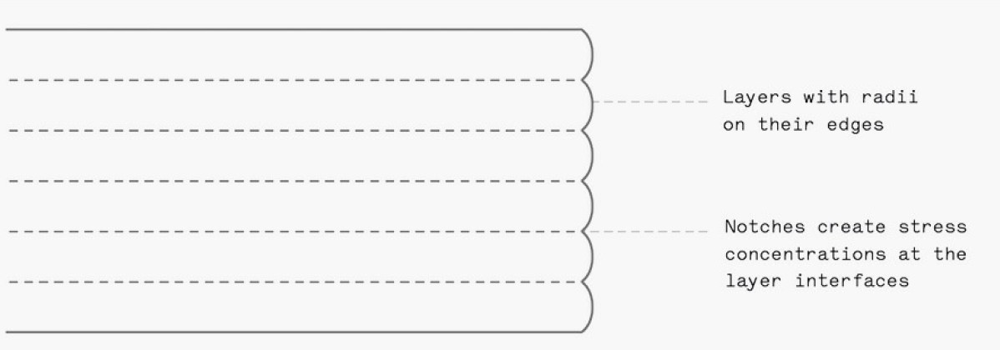 Layers with radii
on their edges
Notches create stress
concentrations at the
layer interfaces